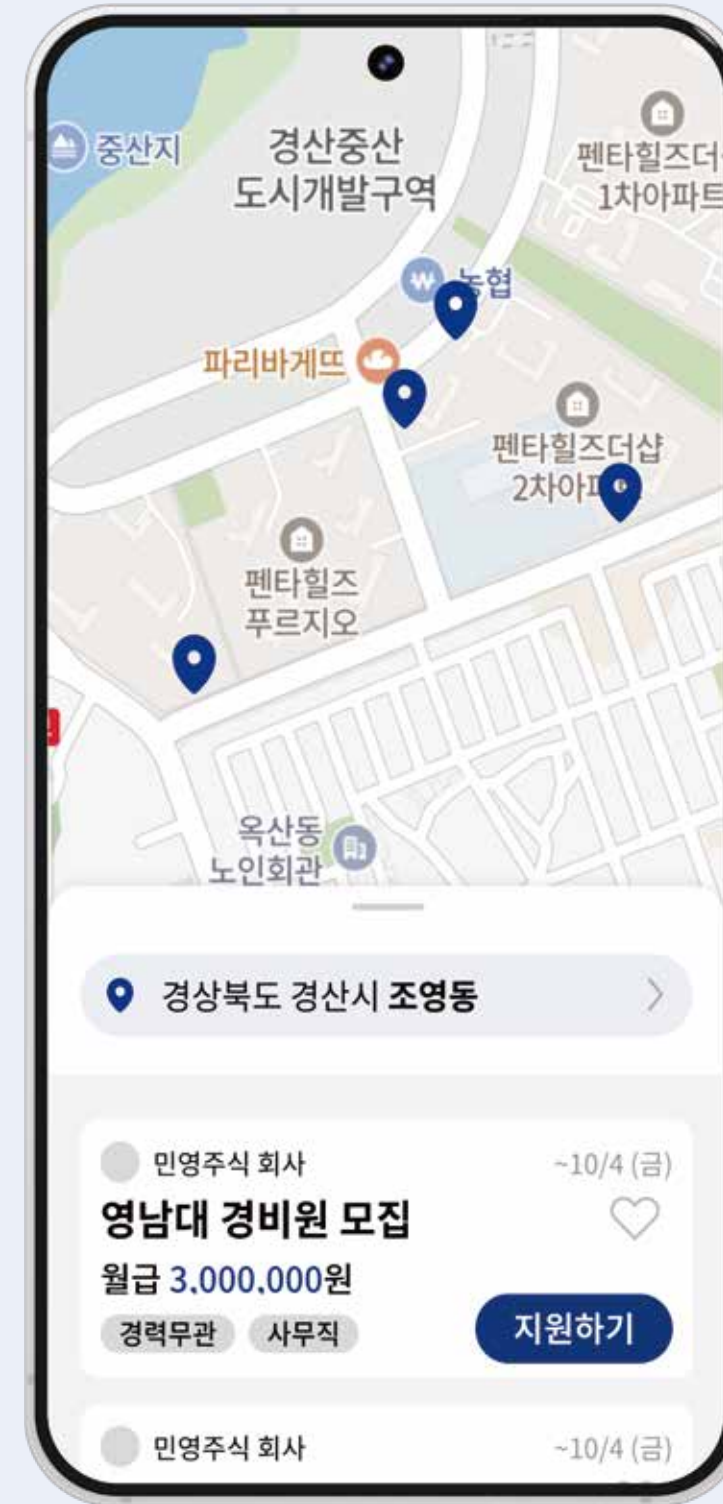 중산지
경산중산
도시개발구역
펜타힐즈더
1차아파트
농협
파리바게뜨
펜타힐즈더샵
2차아
펜타힐즈
푸르지오
옥산동
노인회관
경상북도 경산시 조영동
민영주식 회사
~10/4 (금)
영남대 경비원 모집
월급 3,000,000원
경력무관
사무직
지원하기
민영주식 회사
~10/4 (금)